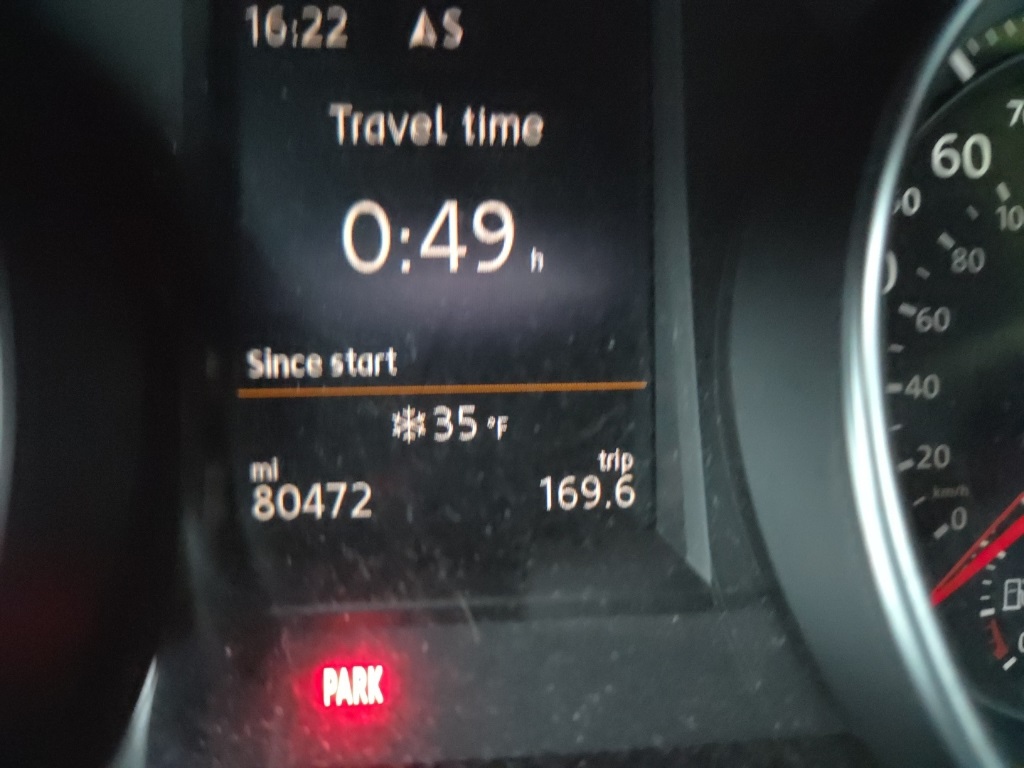 16:22 S
Travel time
0:49 h
Since start
35 °F
mi trip
80472 169.6
PARK
60
80
60
40
20
km/h
0